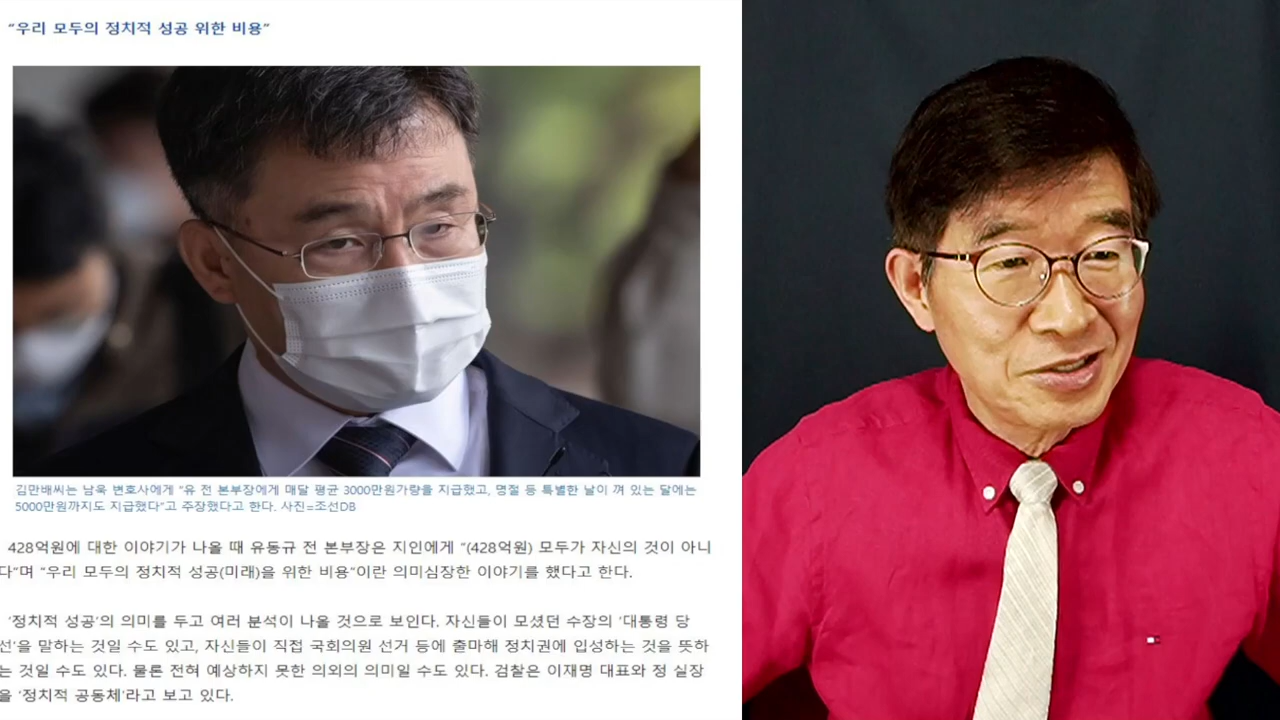 “우리 모두의 정치적 성공 위한 비용”
김만배씨는 남욱 변호사에게 “유 전 본부장에게 매달 평균 3000만원가량을 지급했고, 명절 등 특별한 날이 껴 있는 달에는
5000만원까지도 지급했다”고 주장했다고 한다. 사진=조선DB
428억원에 대한 이야기가 나올 때 유동규 전 본부장은 지인에게 “(428억원) 모두가 자신의 것이 아니
다”며 “우리 모두의 정치적 성공(미래)을 위한 비용”이란 의미심장한 이야기를 했다고 한다.
‘정치적 성공’의 의미를 두고 여러 분석이 나올 것으로 보인다. 자신들이 모셨던 수장의 ‘대통령 당
선’을 말하는 것일 수도 있고, 자신들이 직접 국회의원 선거 등에 출마해 정치권에 입성하는 것을 뜻하
는 것일 수도 있다. 물론 전혀 예상하지 못한 의외의 의미일 수도 있다. 검찰은 이재명 대표와 정 실장
을 ‘정치적 공동체’라고 보고 있다.